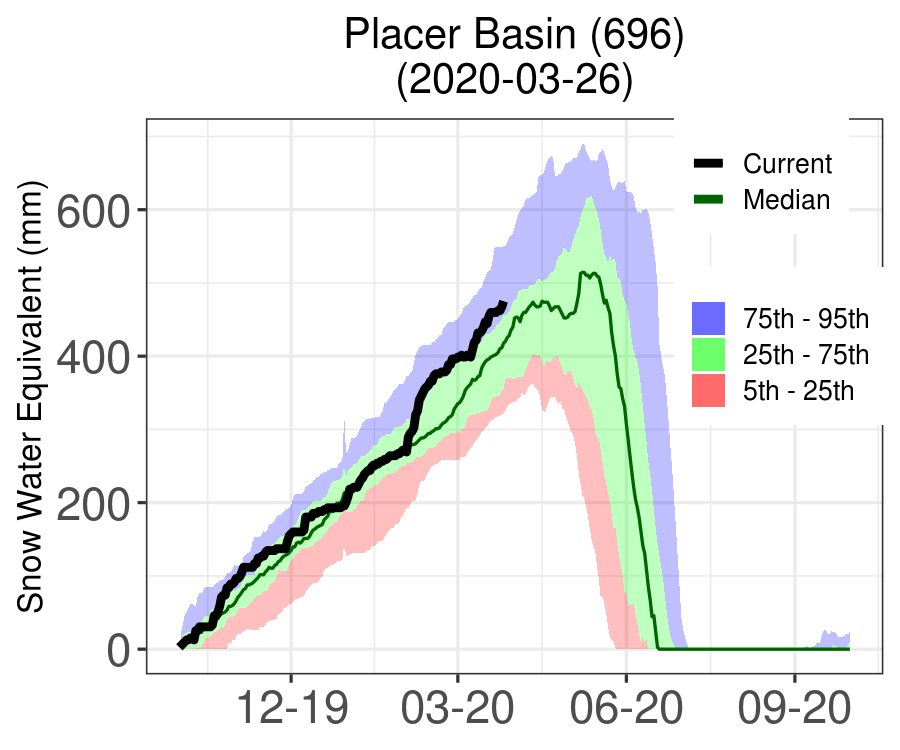 Placer Basin (696)
(2020-03-26)
Snow Water Equivalent (mm)
600
400
200
0
12-19
03-20
06-20
09-20
Current
Median
75th - 95th
25th - 75th
5th - 25th